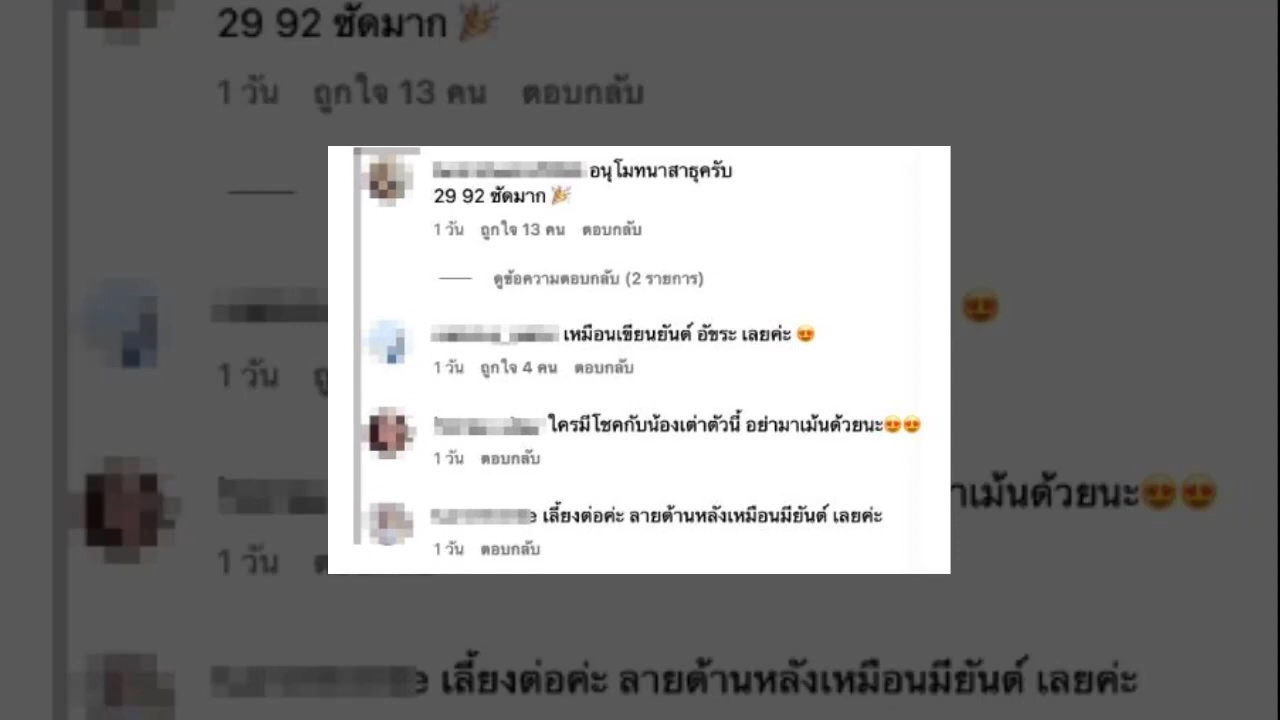 29 92 ชัดมาก 🎉
1 วัน ถูกใจ 13 คน ตอบกลับ
อนุโมทนาสาธุครับ
29 92 ชัดมาก 🎉
1 วัน ถูกใจ 13 คน ตอบกลับ
ดูข้อความตอบกลับ (2 รายการ)
เหมือนเขียนยันต์ อัขระ เลยค่ะ 😍
😍
1 วัน ถูกใจ 4 คน ตอบกลับ
1 วัน ถู
ใครมีโชคกับน้องเต่าตัวนี้ อย่ามาเม้นด้วยนะ😍😍
1 วัน ตอบกลับ
าเม้นด้วยนะ😍😍
e เลี้ยงต่อค่ะ ลายด้านหลังเหมือนมียันต์ เลยค่ะ
1 วัน ตอบกลับ
1 วัน ต
e เลี้ยงต่อค่ะ ลายด้านหลังเหมือนมียันต์ เลยค่ะ